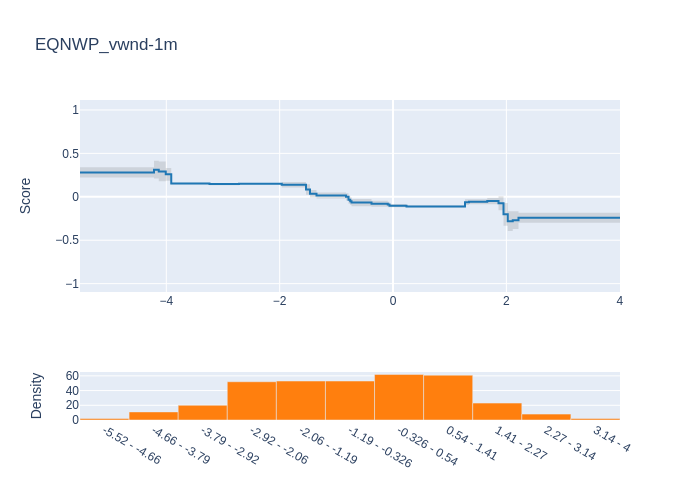 EQNWP_vwnd-1m
Score
1
0.5
0
−0.5
−1
−4
−2
0
2
4
Density
60
40
20
0
-5.52 - -4.66
-4.66 - -3.79
-3.79 - -2.92
-2.92 - -2.06
-2.06 - -1.19
-1.19 - -0.326
-0.326 - 0.54
0.54 - 1.41
1.41 - 2.27
2.27 - 3.14
3.14 - 4